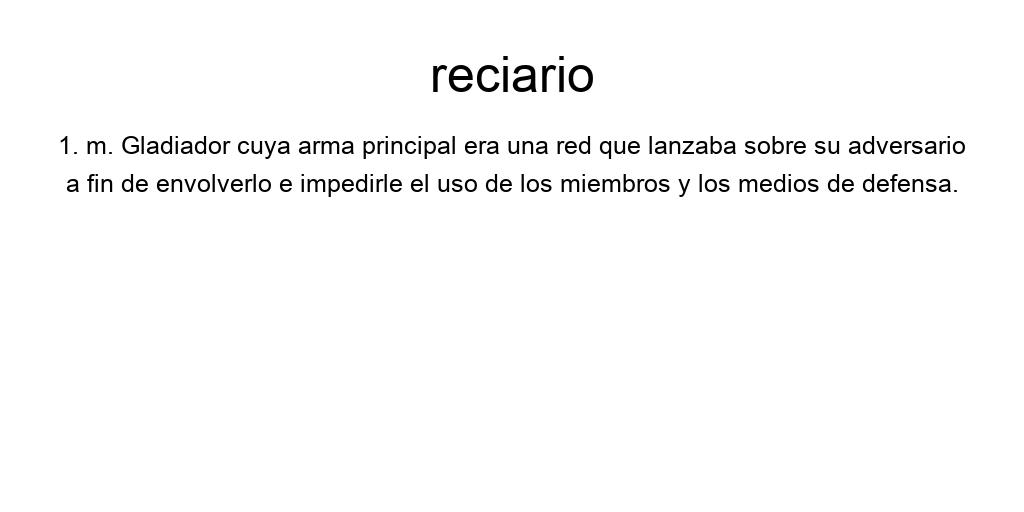 reciario
1. m. Gladiador cuya arma principal era una red que lanzaba sobre su adversario
a fin de envolverlo e impedirle el uso de los miembros y los medios de defensa.